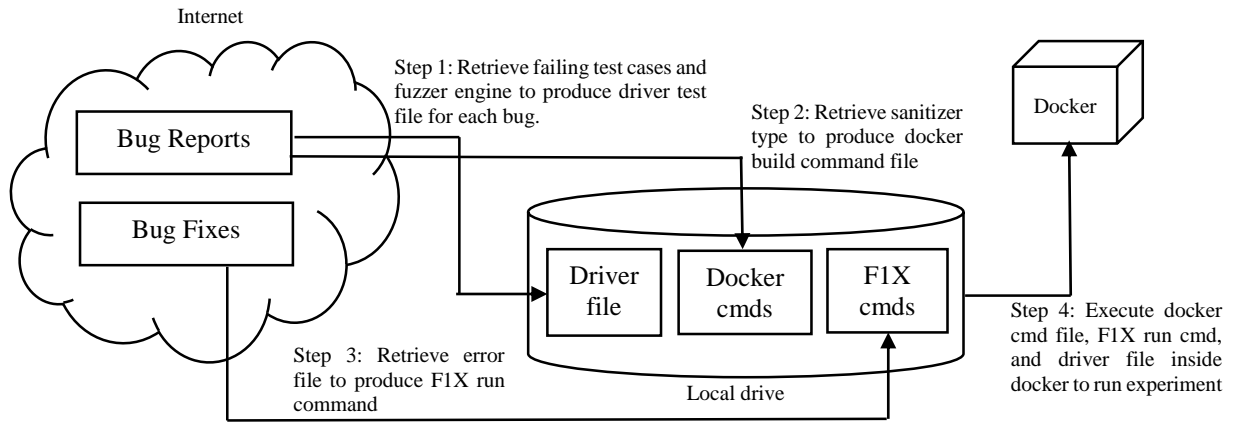 Internet
Step 1: Retrieve failing test cases and
fuzzer engine to produce driver test
file for each bug.
Bug Reports
Bug Fixes
Step 2: Retrieve sanitizer
type to produce docker
build command file
Docker
Driver
file
Docker
cmds
F1X
cmds
Step 3: Retrieve error
file to produce F1X run
command
Local drive
Step 4: Execute docker
cmd file, F1X run cmd,
and driver file inside
docker to run experiment